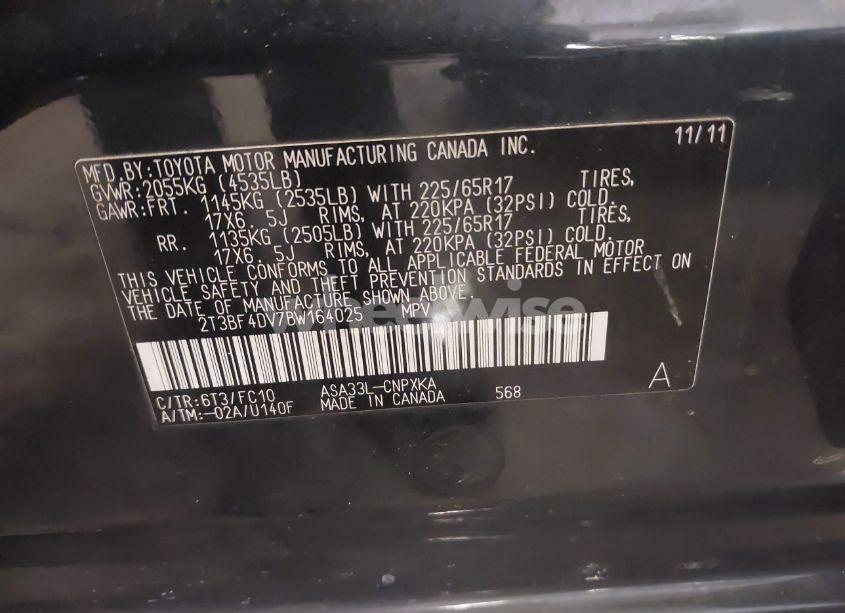 MFD.BY:TOYOTA MOTOR MANUFACTURING CANADA INC. 11/11
GVWR:2055KG (4535LB)
GAWR:FRT. 1145KG (2535LB) WITH 225/65R17 TIRES,
17X6.5J RIMS, AT 220KPA (32PSI) COLD.
RR. 1135KG (2505LB) WITH 225/65R17 TIRES,
17X6.5J RIMS, AT 220KPA (32PSI) COLD.
THIS VEHICLE CONFORMS TO ALL APPLICABLE FEDERAL MOTOR
VEHICLE SAFETY AND THEFT PREVENTION STANDARDS IN EFFECT ON
THE DATE OF MANUFACTURE SHOWN ABOVE.
2T3BF4DV7BW164025 MPV
wheelwise
C/TR:6T3/FC10 ASA33L-CNPXKA A
A/TM:-02A/U140F MADE IN CANADA 568